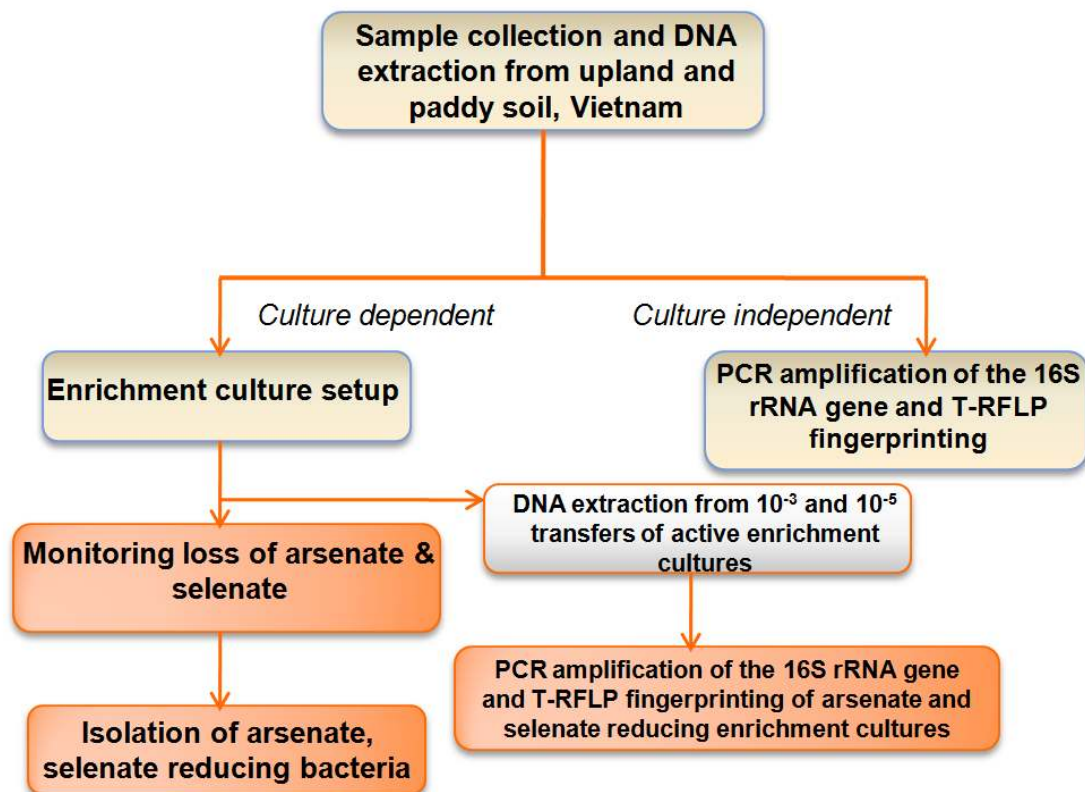 Sample collection and DNA
extraction from upland and
paddy soil, Vietnam
Culture dependent
Culture independent
Enrichment culture setup
PCR amplification of the 16S
rRNA gene and T-RFLP
fingerprinting
DNA extraction from 10⁻³ and 10⁻⁵
transfers of active enrichment
cultures
Monitoring loss of arsenate &
selenate
PCR amplification of the 16S rRNA gene
and T-RFLP fingerprinting of arsenate and
selenate reducing enrichment cultures
Isolation of arsenate,
selenate reducing bacteria